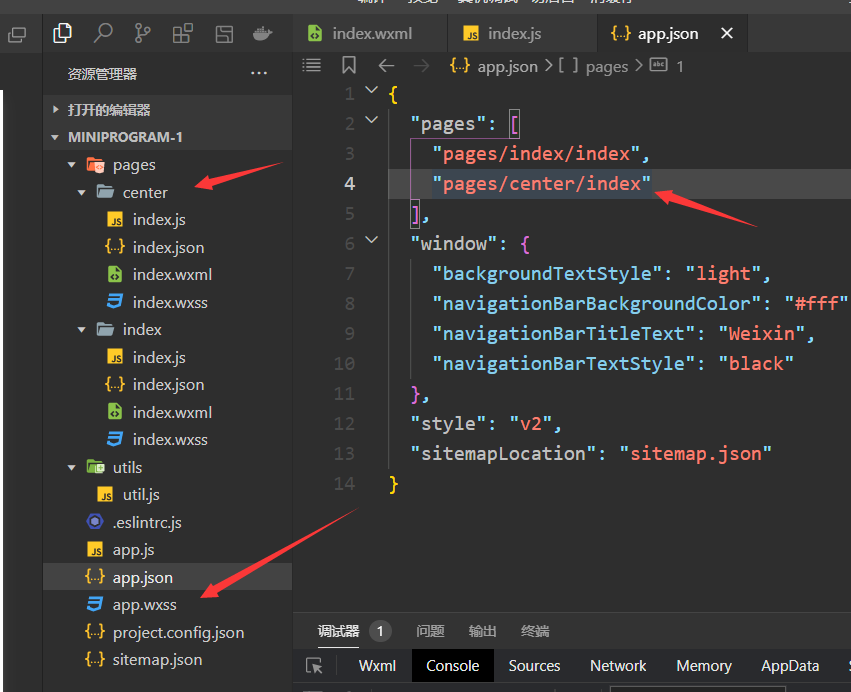 index.wxml
index.js
app.json
资源管理器
app.json
pages
1
打开的编辑器
MINIPROGRAM-1
pages
center
index.js
index.json
index.wxml
index.wxss
index
index.js
index.json
index.wxml
index.wxss
utils
util.js
.eslintrc.js
app.js
app.json
app.wxss
project.config.json
sitemap.json
1 {
2 "pages": [
3 "pages/index/index",
4 "pages/center/index"
5 ],
6 "window": {
7 "backgroundTextStyle": "light",
8 "navigationBarBackgroundColor": "#fff"
9 "navigationBarTitleText": "Weixin",
10 "navigationBarTextStyle": "black"
11 },
12 "style": "v2",
13 "sitemapLocation": "sitemap.json"
14 }
调试器 1 问题 输出 终端
Wxml Console Sources Network Memory AppData